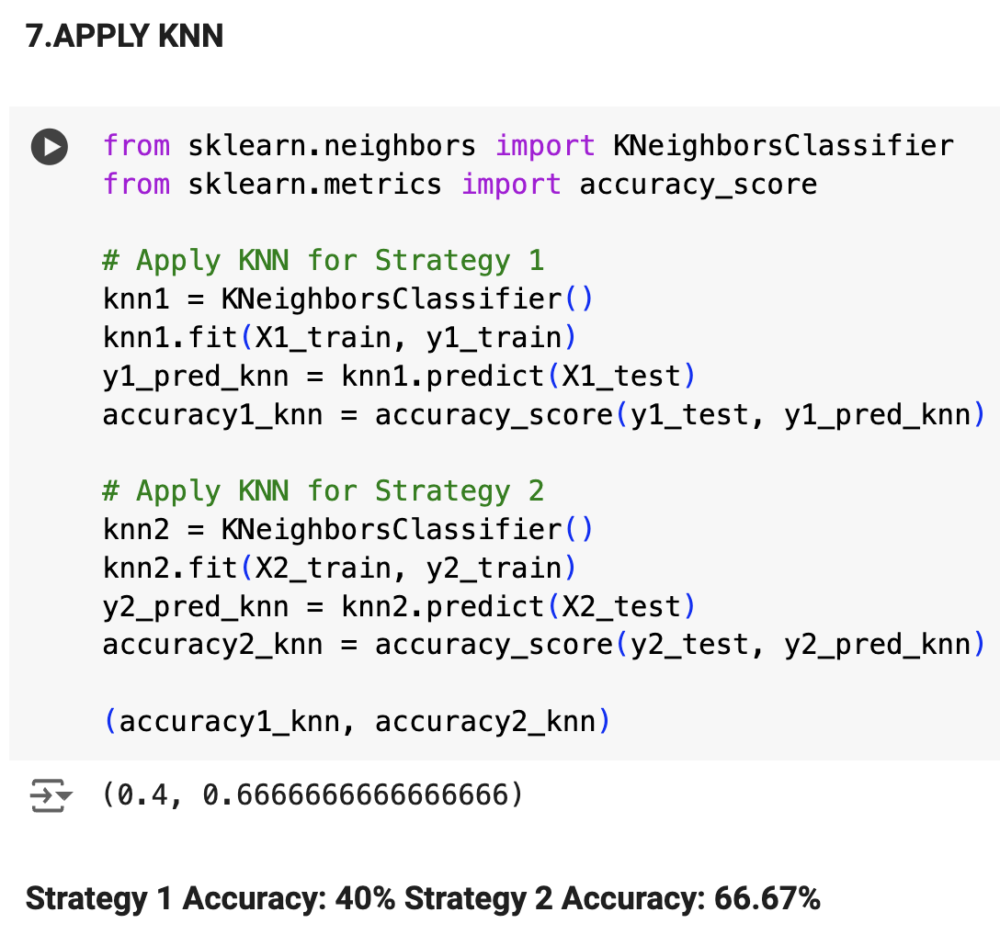 7.APPLY KNN
from sklearn.neighbors import KNeighborsClassifier
from sklearn.metrics import accuracy_score
# Apply KNN for Strategy 1
knn1 = KNeighborsClassifier()
knn1.fit(X1_train, y1_train)
y1_pred_knn = knn1.predict(X1_test)
accuracy1_knn = accuracy_score(y1_test, y1_pred_knn)
# Apply KNN for Strategy 2
knn2 = KNeighborsClassifier()
knn2.fit(X2_train, y2_train)
y2_pred_knn = knn2.predict(X2_test)
accuracy2_knn = accuracy_score(y2_test, y2_pred_knn)
(accuracy1_knn, accuracy2_knn)
(0.4, 0.6666666666666666)
Strategy 1 Accuracy: 40% Strategy 2 Accuracy: 66.67%